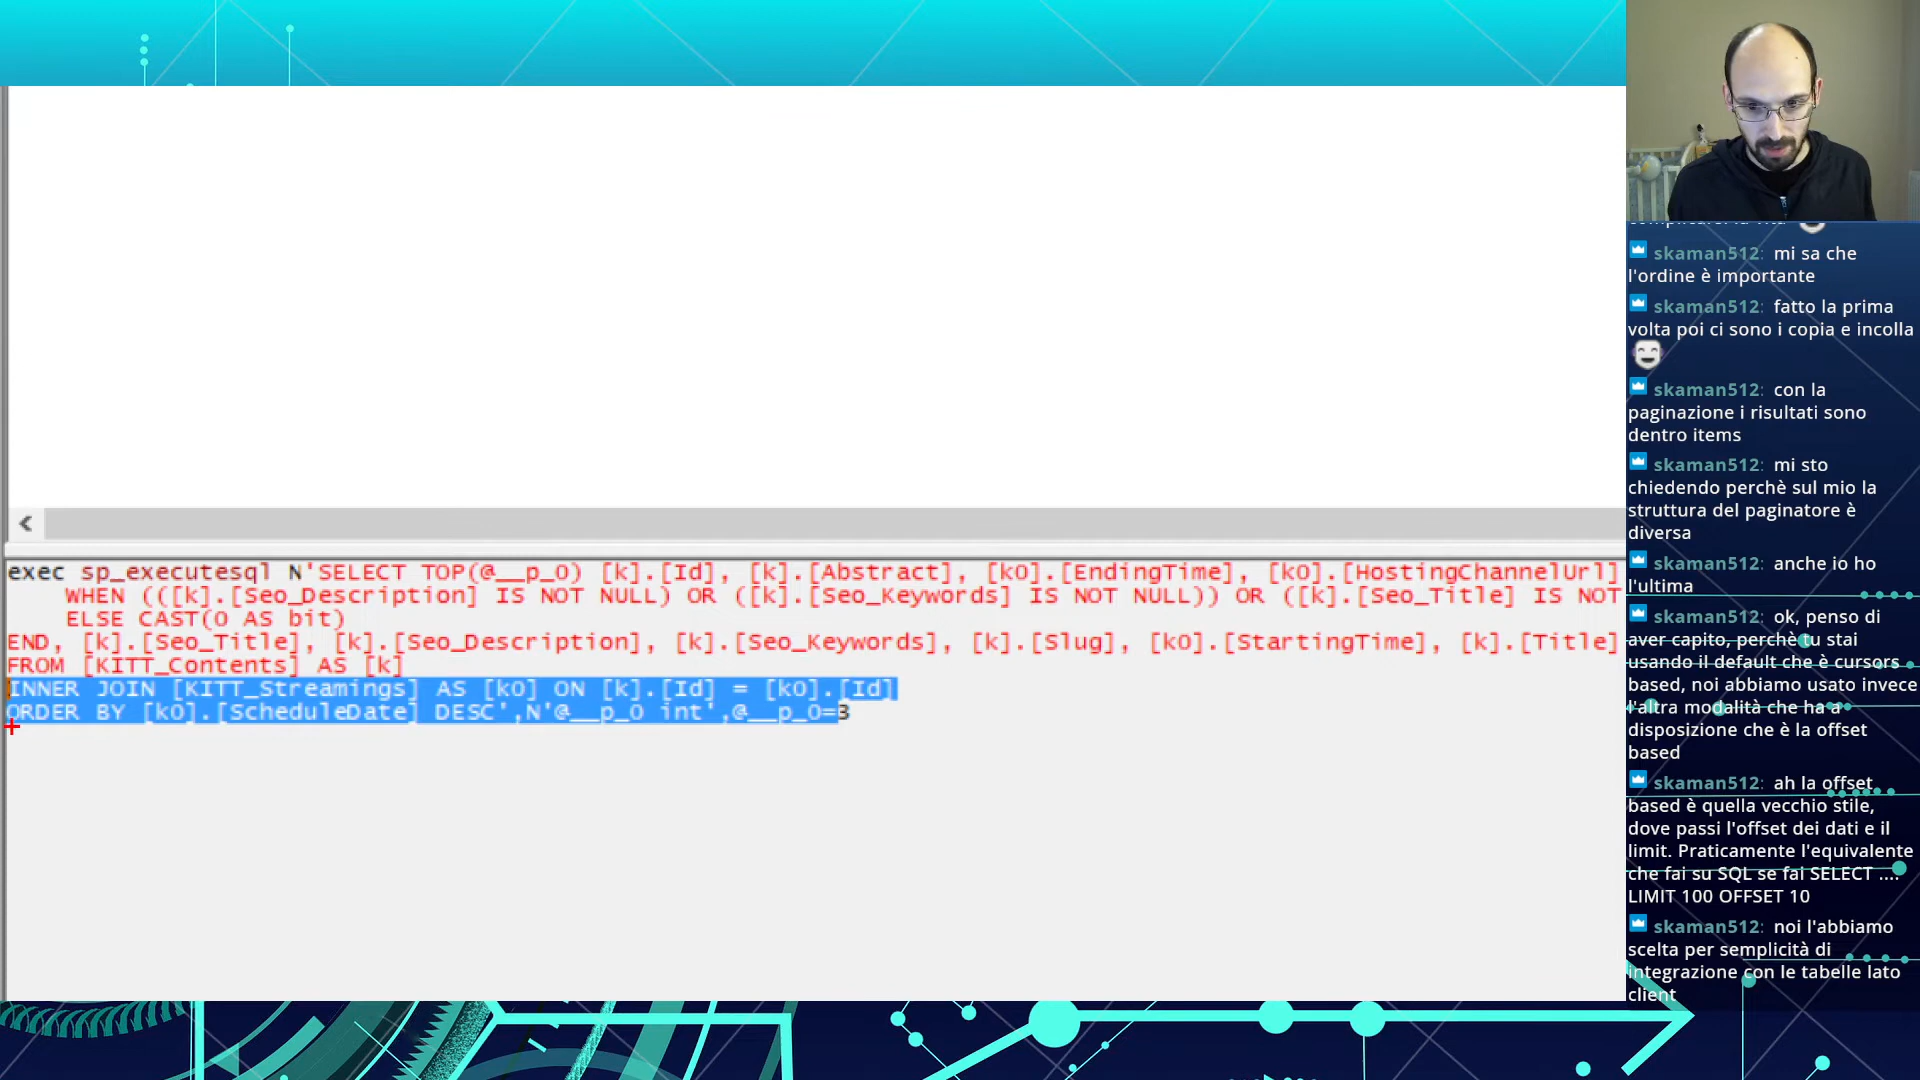 exec sp_executesql N'SELECT TOP(@__p_0) [k].[Id], [k].[Abstract], [k0].[EndingTime], [k0].[HostingChannelUrl]
WHEN (([k].[Seo_Description] IS NOT NULL) OR ([k].[Seo_Keywords] IS NOT NULL)) OR ([k].[Seo_Title] IS NOT
ELSE CAST(0 AS bit)
END, [k].[Seo_Title], [k].[Seo_Description], [k].[Seo_Keywords], [k].[Slug], [k0].[StartingTime], [k].[Title]
FROM [KITT_Contents] AS [k]
INNER JOIN [KITT_Streamings] AS [k0] ON [k].[Id] = [k0].[Id]
ORDER BY [k0].[ScheduleDate] DESC',N'@__p_0 int',@__p_0=3
skaman512: mi sa che
l'ordine è importante
skaman512: fatto la prima
volta poi ci sono i copia e incolla
skaman512: con la
paginazione i risultati sono
dentro items
skaman512: mi sto
chiedendo perchè sul mio la
struttura del paginatore è
diversa
skaman512: anche io ho
l'ultima
skaman512: ok, penso di
aver capito, perchè tu stai
usando il default che è cursors
based, noi abbiamo usato invece
l'altra modalità che ha a
disposizione che è la offset
based
skaman512: ah la offset
based è quella vecchio stile,
dove passi l'offset dei dati e il
limit. Praticamente l'equivalente
che fai su SQL se fai SELECT ....
LIMIT 100 OFFSET 10
skaman512: noi l'abbiamo
scelta per semplicità di
integrazione con le tabelle lato
client